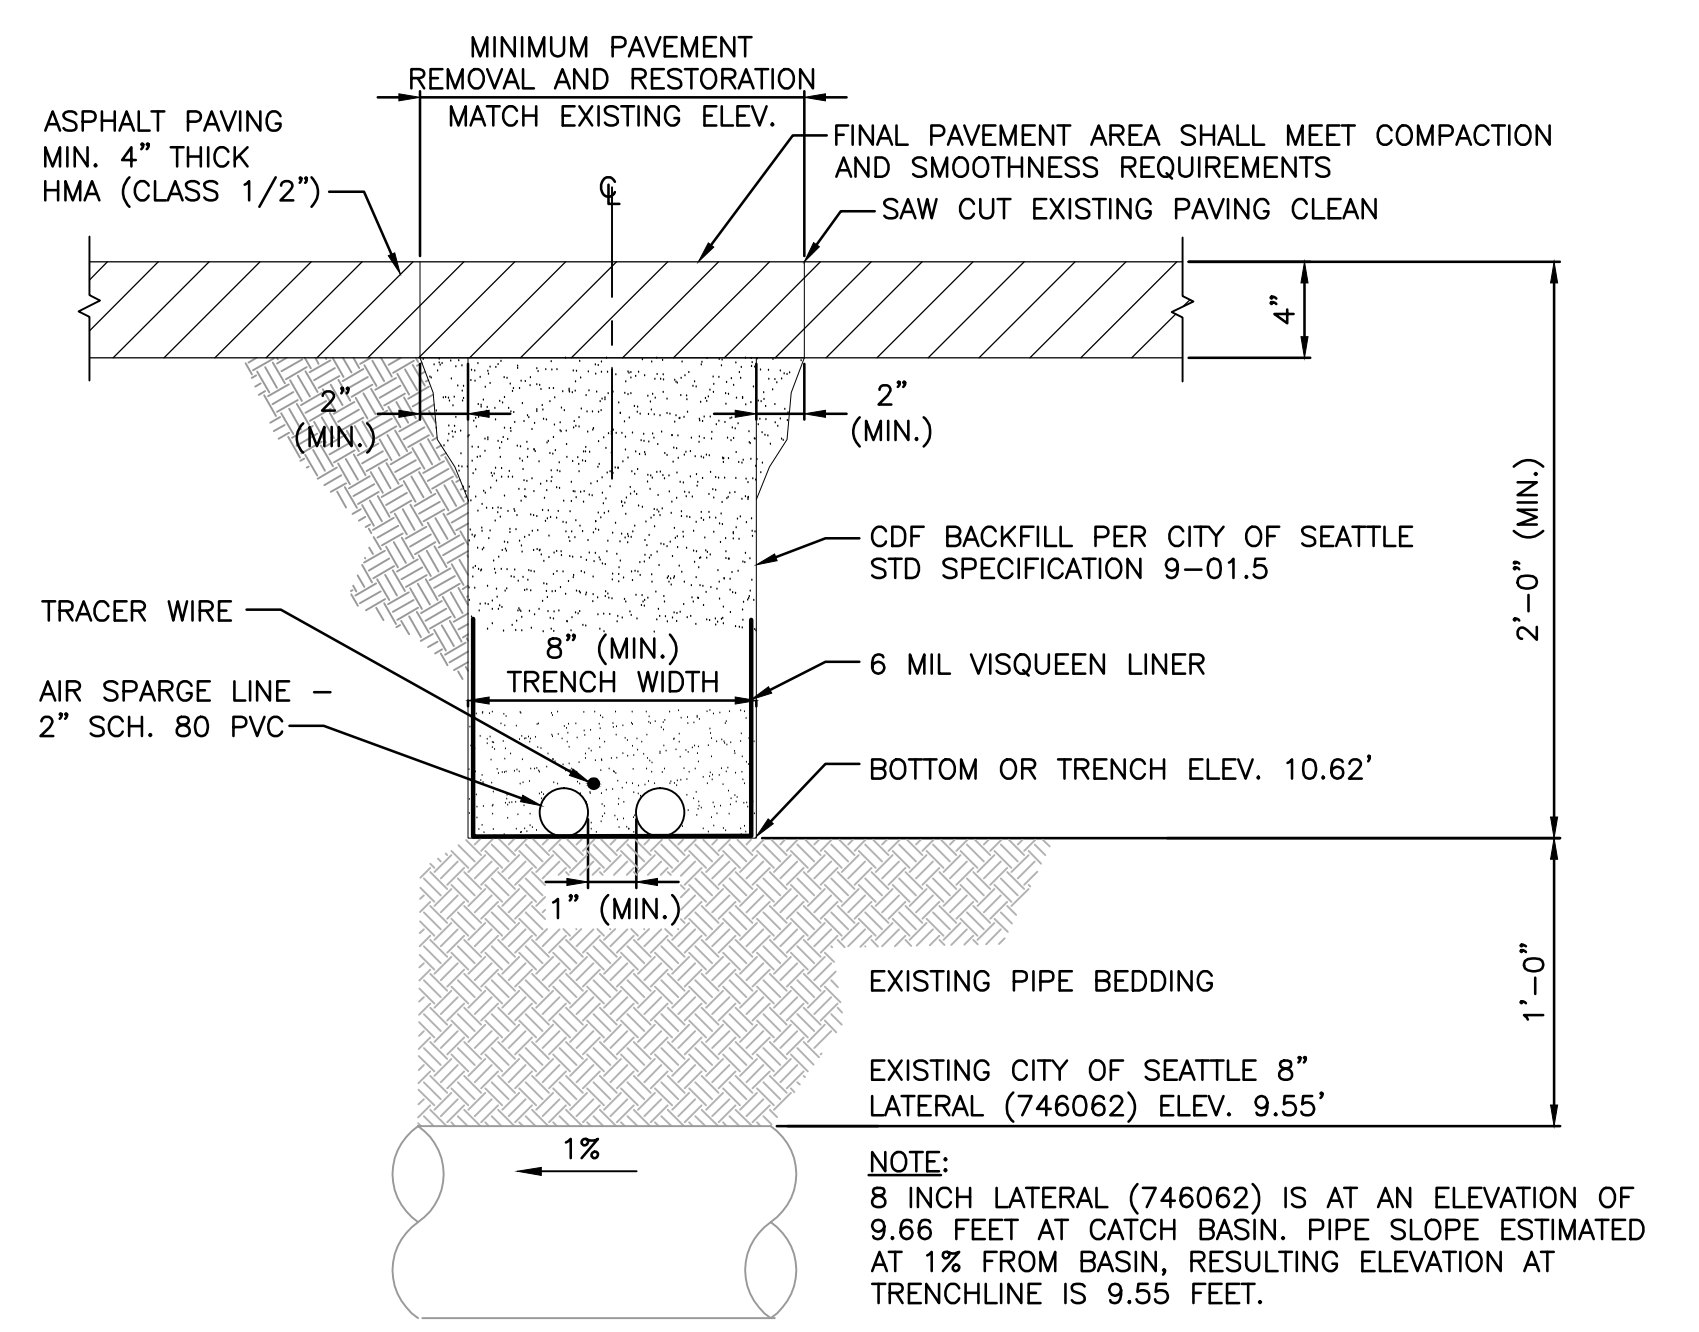 MINIMUM PAVEMENT
REMOVAL AND RESTORATION
MATCH EXISTING ELEV.
ASPHALT PAVING
MIN. 4" THICK
HMA (CLASS 1/2")
FINAL PAVEMENT AREA SHALL MEET COMPACTION
AND SMOOTHNESS REQUIREMENTS
℄
SAW CUT EXISTING PAVING CLEAN
4"
2"
(MIN.)
2"
(MIN.)
2'-0" (MIN.)
CDF BACKFILL PER CITY OF SEATTLE
STD SPECIFICATION 9-01.5
TRACER WIRE
8" (MIN.)
TRENCH WIDTH
6 MIL VISQUEEN LINER
AIR SPARGE LINE -
2" SCH. 80 PVC
BOTTOM OR TRENCH ELEV. 10.62'
1" (MIN.)
1'-0"
EXISTING PIPE BEDDING
EXISTING CITY OF SEATTLE 8"
LATERAL (746062) ELEV. 9.55'
1%
NOTE:
8 INCH LATERAL (746062) IS AT AN ELEVATION OF
9.66 FEET AT CATCH BASIN. PIPE SLOPE ESTIMATED
AT 1% FROM BASIN, RESULTING ELEVATION AT
TRENCHLINE IS 9.55 FEET.